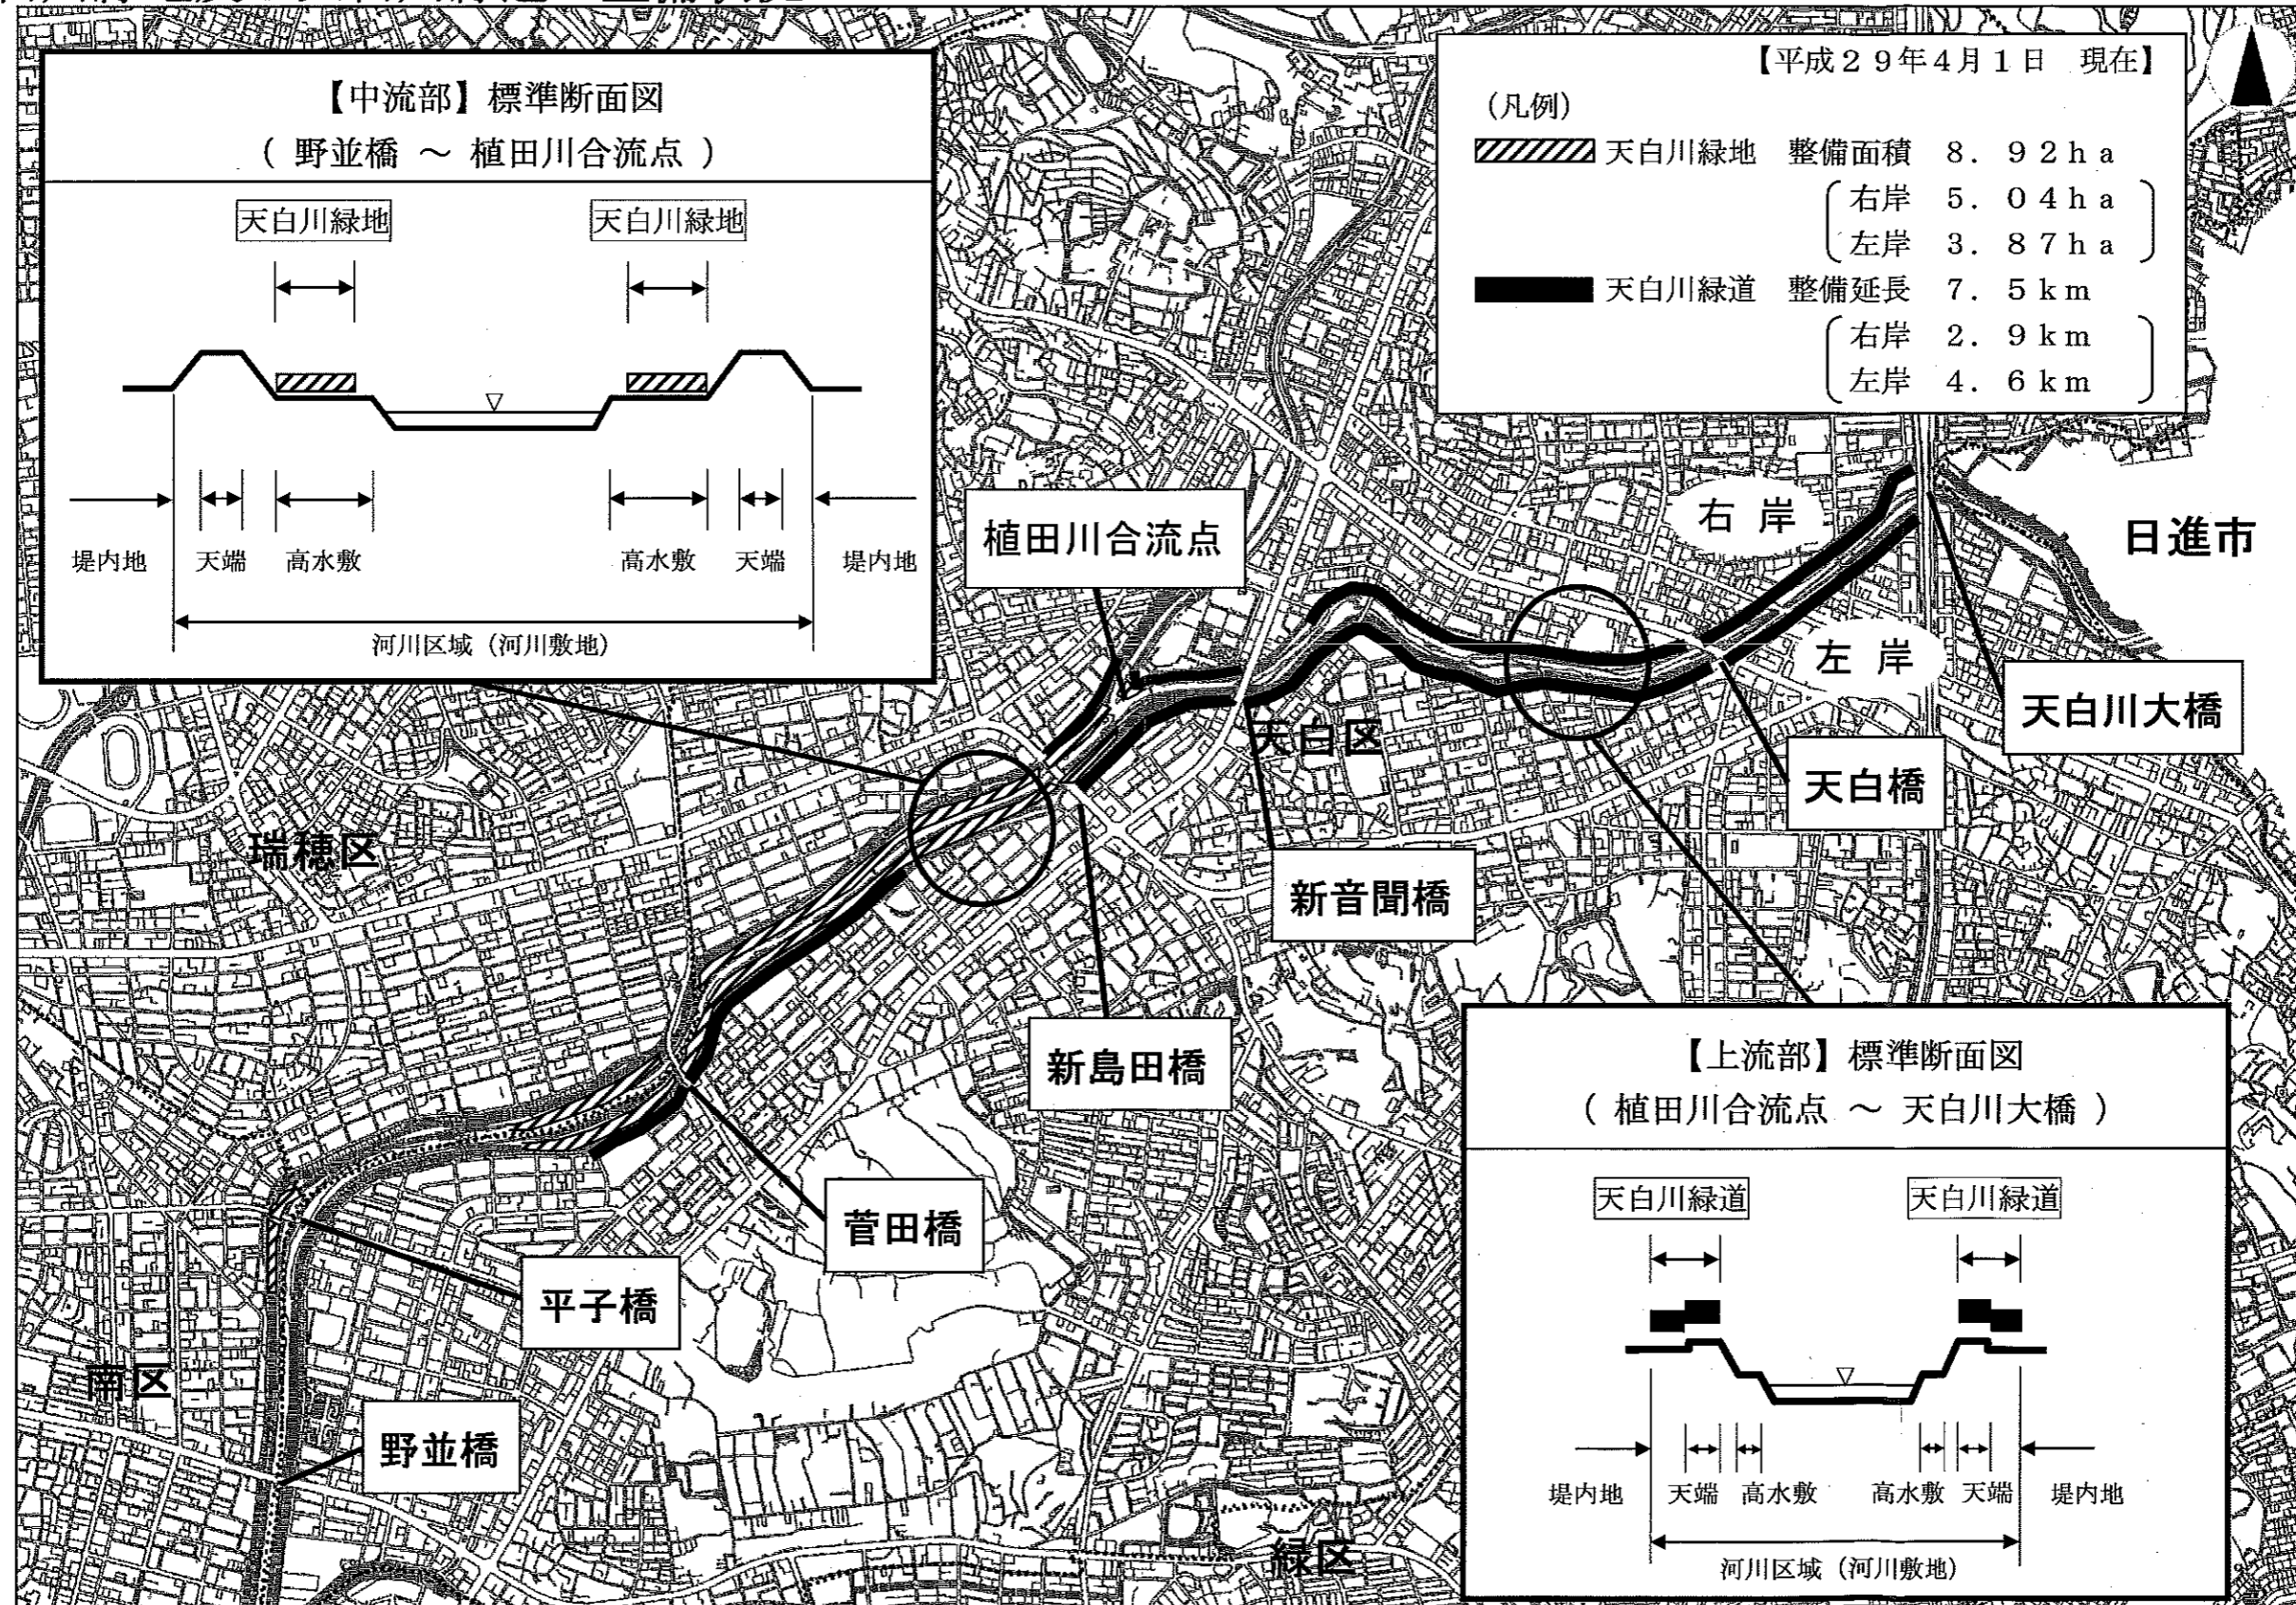 【中流部】標準断面図
( 野並橋 ～ 植田川合流点 )
天白川緑地 天白川緑地
▽
堤内地 天端 高水敷 高水敷 天端 堤内地
河川区域 (河川敷地)
【平成29年4月1日 現在】
(凡例)
天白川緑地 整備面積 8.92ha
右岸 5.04ha
左岸 3.87ha
天白川緑道 整備延長 7.5km
右岸 2.9km
左岸 4.6km
植田川合流点
右岸
日進市
左岸
天白川大橋
天白区
天白橋
瑞穂区
新音聞橋
新島田橋
菅田橋
平子橋
南区
野並橋
緑区
【上流部】標準断面図
( 植田川合流点 ～ 天白川大橋 )
天白川緑道 天白川緑道
▽
堤内地 天端 高水敷 高水敷 天端 堤内地
河川区域 (河川敷地)